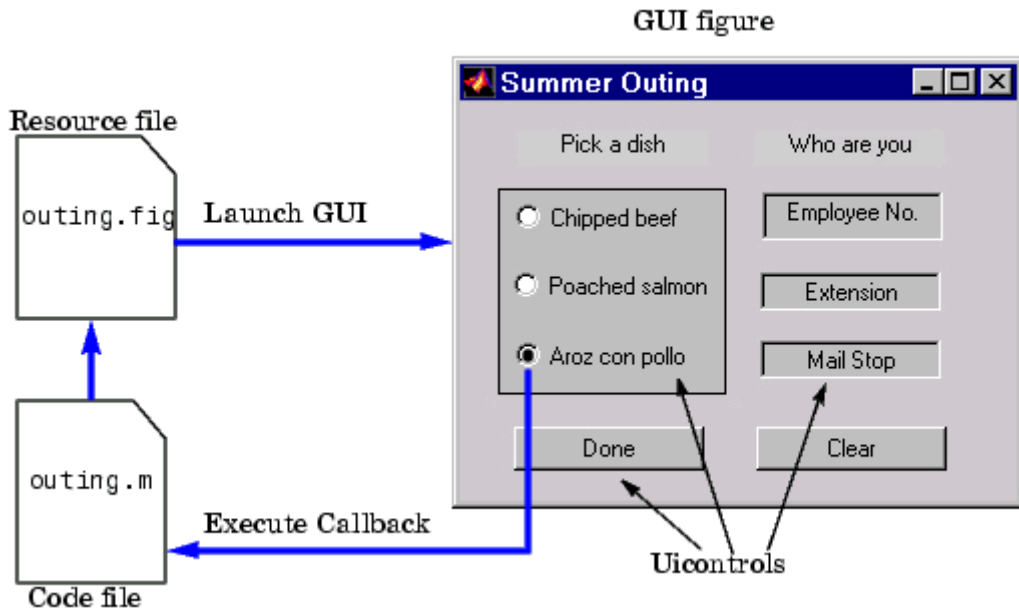 GUI figure
Summer Outing
Resource file
outing.fig
Launch GUI
Pick a dish
Who are you
Chipped beef
Poached salmon
Aroz con pollo
Employee No.
Extension
Mail Stop
Done
Clear
outing.m
Execute Callback
Code file
Uicontrols